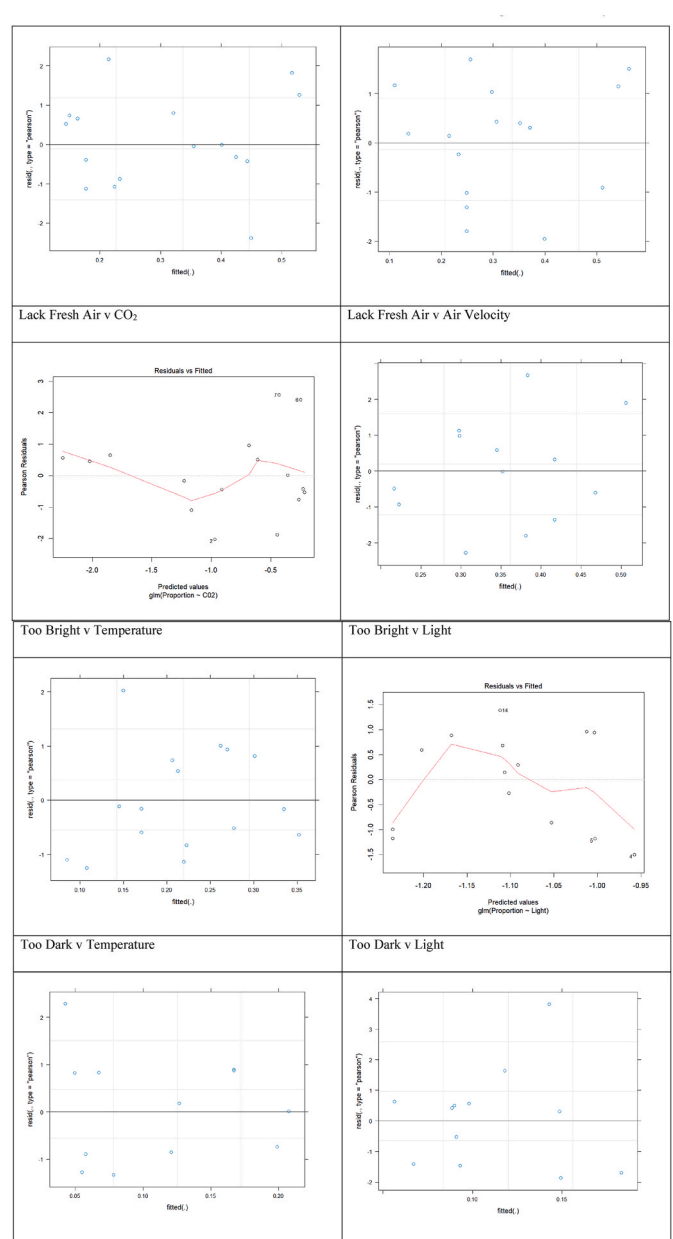 resid(., type = "pearson")
2
1
0
-1
-2
0.2 0.3 0.4 0.5
fitted(.)
resid(., type = "pearson")
1
0
-1
-2
0.1 0.2 0.3 0.4 0.5
fitted(.)
Lack Fresh Air v CO2
Lack Fresh Air v Air Velocity
Residuals vs Fitted
Pearson Residuals
3
2
1
0
-1
-2
7
8
2
-2.0 -1.5 -1.0 -0.5
Predicted values
glm(Proportion ~ C02)
resid(., type = "pearson")
2
1
0
-1
-2
0.25 0.30 0.35 0.40 0.45 0.50
fitted(.)
Too Bright v Temperature
Too Bright v Light
resid(., type = "pearson")
2
1
0
-1
0.10 0.15 0.20 0.25 0.30 0.35
fitted(.)
Residuals vs Fitted
Pearson Residuals
1.5
1.0
0.5
0.0
-0.5
-1.0
-1.5
5
4
-1.20 -1.15 -1.10 -1.05 -1.00 -0.95
Predicted values
glm(Proportion ~ Light)
Too Dark v Temperature
Too Dark v Light
resid(., type = "pearson")
2
1
0
-1
0.05 0.10 0.15 0.20
fitted(.)
resid(., type = "pearson")
4
3
2
1
0
-1
-2
0.10 0.15
fitted(.)